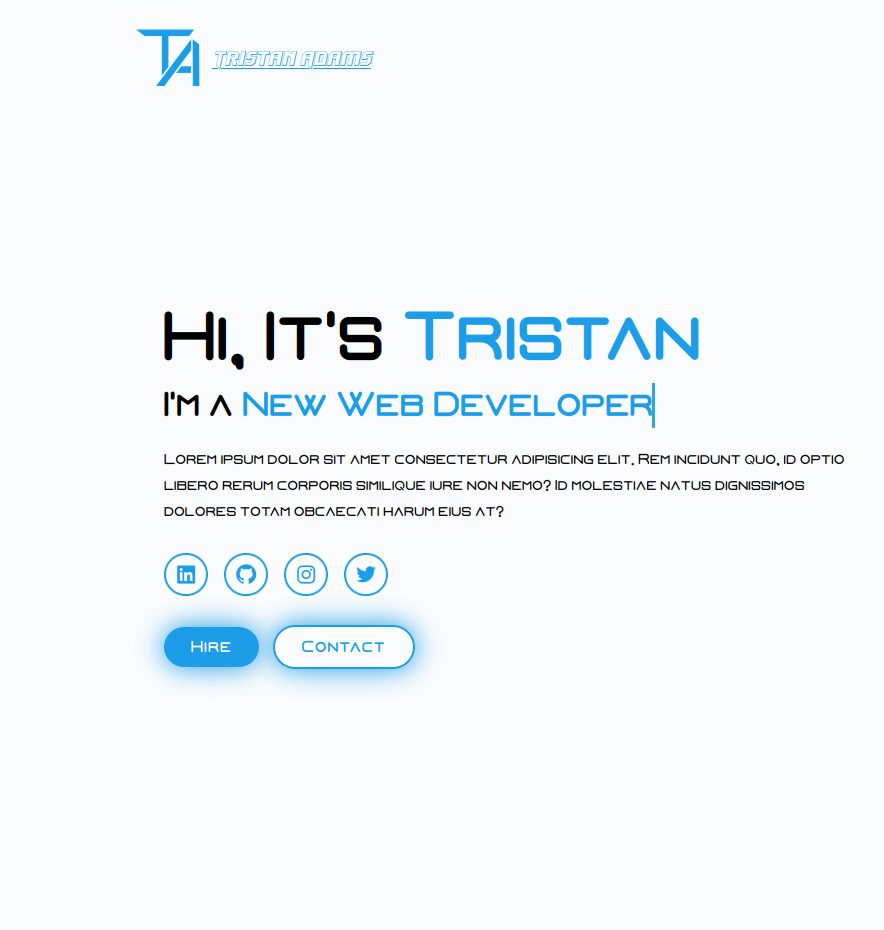 TA TRISTAN ADAMS
Hi, It's Tristan
I'm a New Web Developer
Lorem ipsum dolor sit amet consectetur adipisicing elit. Rem incidunt quo, id optio
libero rerum corporis similique iure non nemo? Id molestiae natus dignissimos
dolores totam obcaecati harum eius at?
Hire Contact